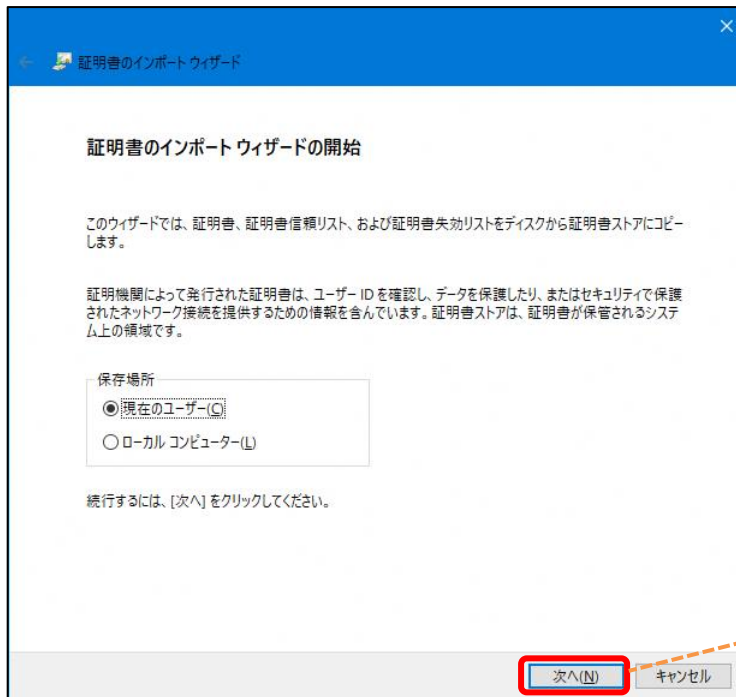 証明書のインポート ウィザード
証明書のインポート ウィザードの開始
このウィザードでは、証明書、証明書信頼リスト、および証明書失効リストをディスクから証明書ストアにコピー
します。
証明機関によって発行された証明書は、ユーザー ID を確認し、データを保護したり、またはセキュリティで保護
されたネットワーク接続を提供するための情報を含んでいます。証明書ストアは、証明書が保管されるシステ
ム上の領域です。
保存場所
現在のユーザー(C)
ローカル コンピューター(L)
続行するには、[次へ] をクリックしてください。
次へ(N)
キャンセル